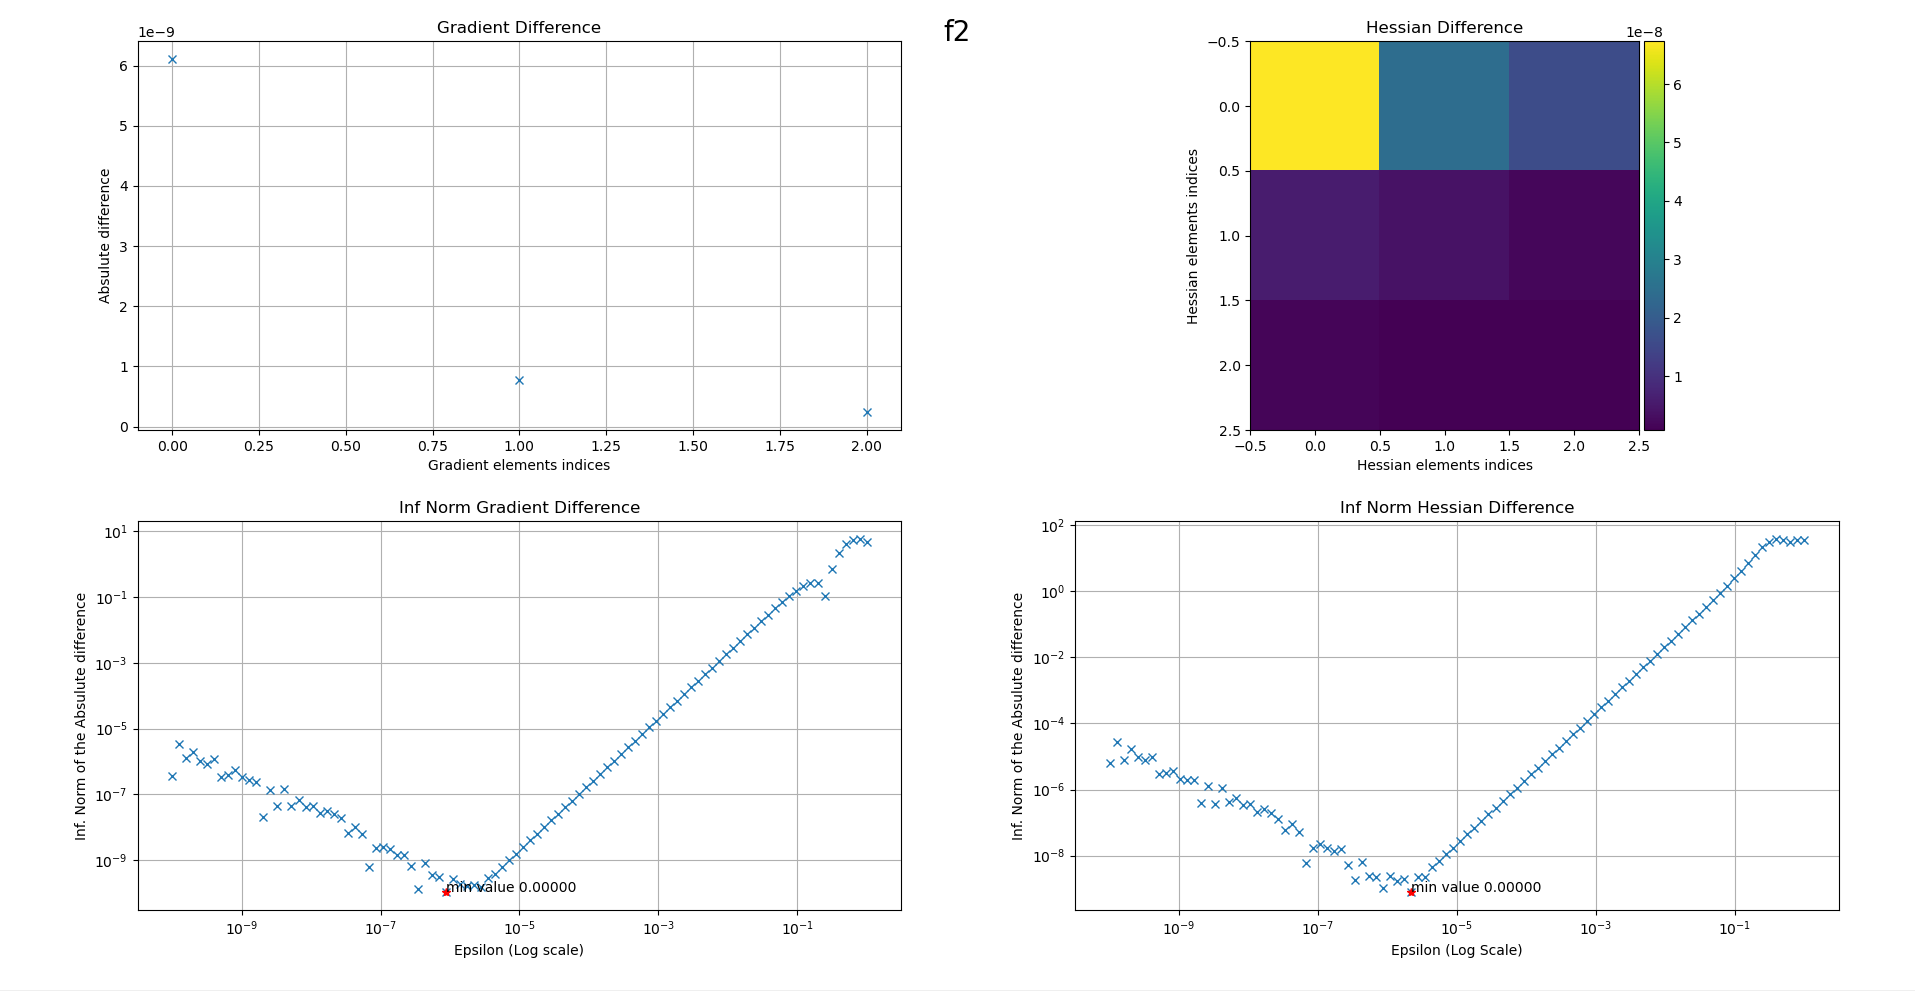 f2
Gradient Difference
1e−9
6
5
4
3
2
1
0
Absulute difference
0.00 0.25 0.50 0.75 1.00 1.25 1.50 1.75 2.00
Gradient elements indices
Hessian Difference
1e−8
−0.5
0.0
0.5
1.0
1.5
2.0
2.5
Hessian elements indices
−0.5 0.0 0.5 1.0 1.5 2.0 2.5
Hessian elements indices
6
5
4
3
2
1
Inf Norm Gradient Difference
10¹
10⁻¹
10⁻³
10⁻⁵
10⁻⁷
10⁻⁹
Inf. Norm of the Absulute difference
min value 0.00000
10⁻⁹ 10⁻⁷ 10⁻⁵ 10⁻³ 10⁻¹
Epsilon (Log scale)
Inf Norm Hessian Difference
10²
10⁰
10⁻²
10⁻⁴
10⁻⁶
10⁻⁸
Inf. Norm of the Absulute difference
min value 0.00000
10⁻⁹ 10⁻⁷ 10⁻⁵ 10⁻³ 10⁻¹
Epsilon (Log Scale)